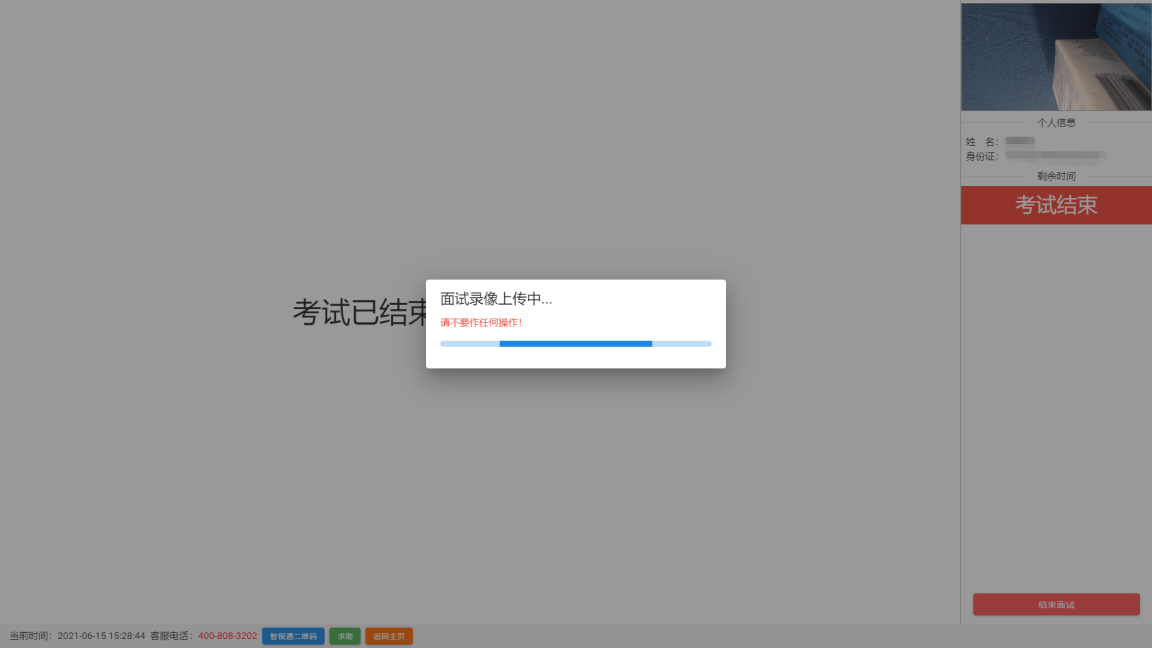 个人信息
姓 名:
身份证:
剩余时间
考试结束
考试已结束
面试录像上传中...
请不要作任何操作!
结束面试
当前时间: 2021-06-15 15:28:44 客服电话: 400-808-3202 智视通二维码 求助 返回主页